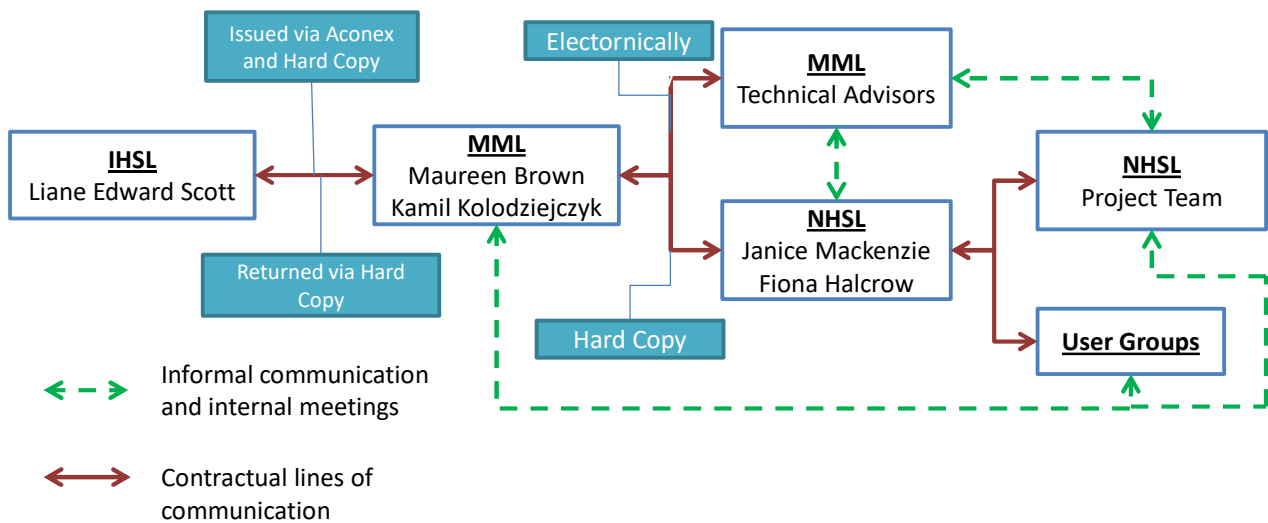 Issued via Aconex
and Hard Copy
Electornically
MML
Technical Advisors
IHSL
Liane Edward Scott
MML
Maureen Brown
Kamil Kolodziejczyk
NHSL
Project Team
NHSL
Janice Mackenzie
Fiona Halcrow
Returned via Hard
Copy
Hard Copy
User Groups
Informal communication
and internal meetings
Contractual lines of
communication